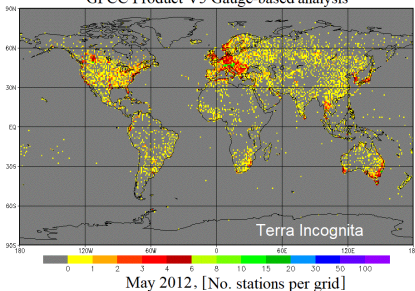 GPCC Product V5 Gauge-based analysis
90N
60N
30N
EQ
30S
60S
90S
Terra Incognita
180 120W 60W 0 60E 120E 18
0 1 2 3 4 6 8 10 15 20 30 50 100
May 2012, [No. stations per grid]